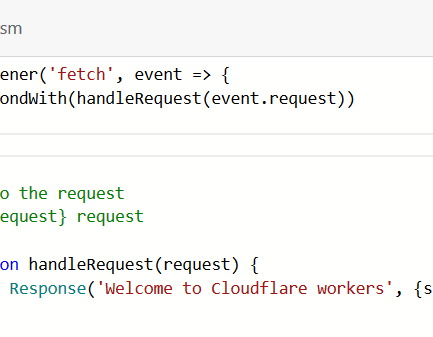 sm
ener('fetch', event => {
ondWith(handleRequest(event.request))
o the request
equest} request
on handleRequest(request) {
Response('Welcome to Cloudflare workers', {s